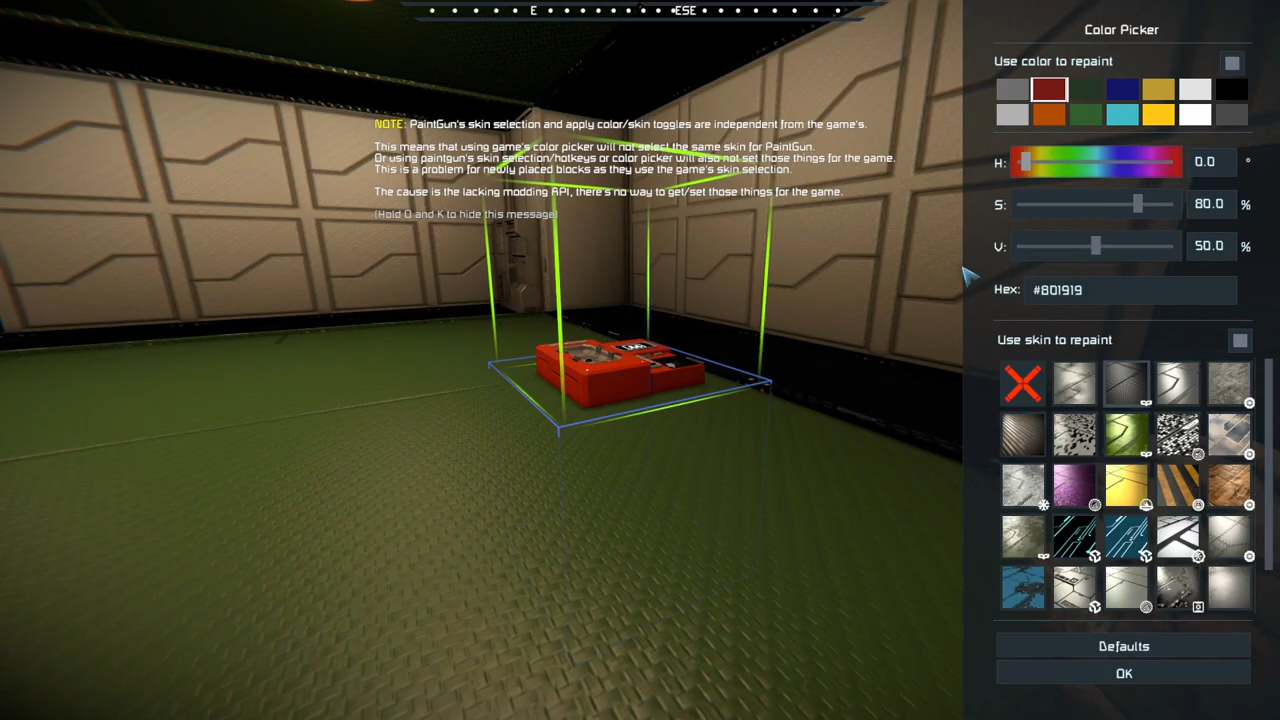 E
ESE
Color Picker
Use color to repaint
NOTE: PaintGun's skin selection and apply color/skin toggles are independent from the game's.
This means that using game's color picker will not select the same skin for PaintGun.
Or using paintgun's skin selection/hotkeys or color picker will also not set those things for the game.
This is a problem for newly placed blocks as they use the game's skin selection.
The cause is the lacking modding API, there's no way to get/set those things for the game.
(Hold 0 and K to hide this message)
H: 0.0 °
S: 80.0 %
V: 50.0 %
Hex: #801919
Use skin to repaint
Defaults
OK